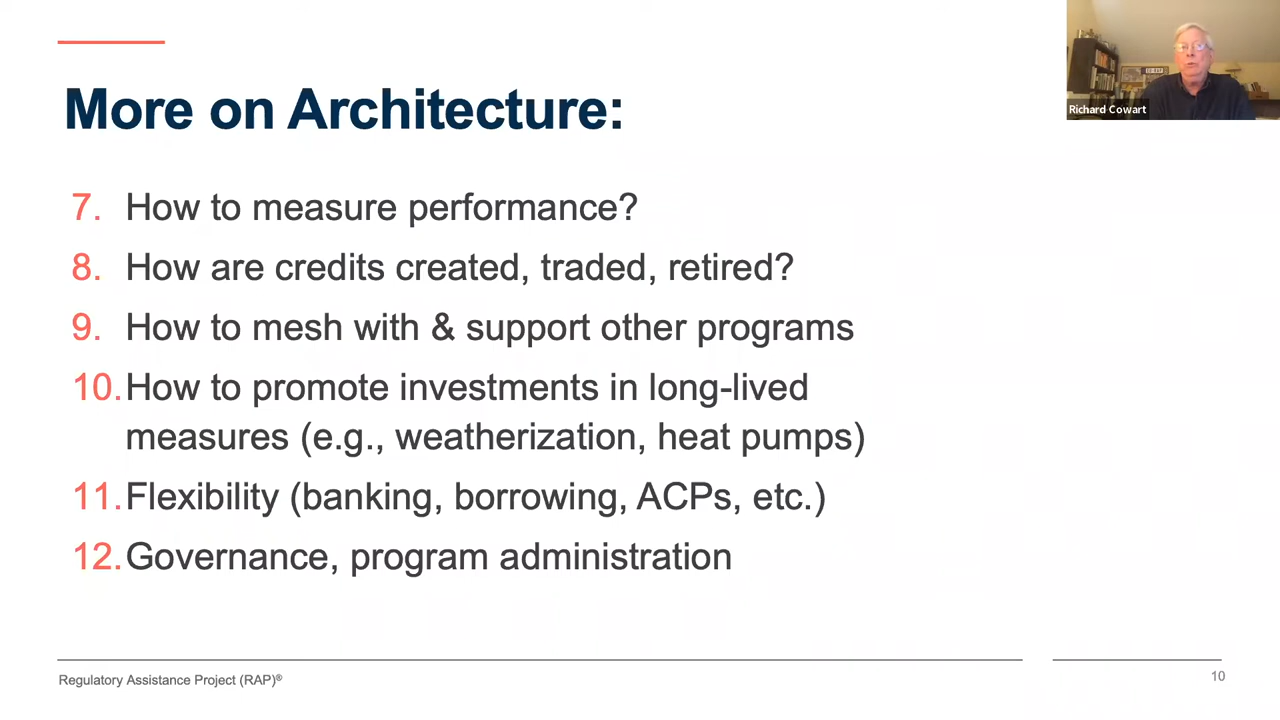 More on Architecture:
Richard Cowart
7. How to measure performance?
8. How are credits created, traded, retired?
9. How to mesh with & support other programs
10. How to promote investments in long-lived
measures (e.g., weatherization, heat pumps)
11. Flexibility (banking, borrowing, ACPs, etc.)
12. Governance, program administration
Regulatory Assistance Project (RAP)®
10